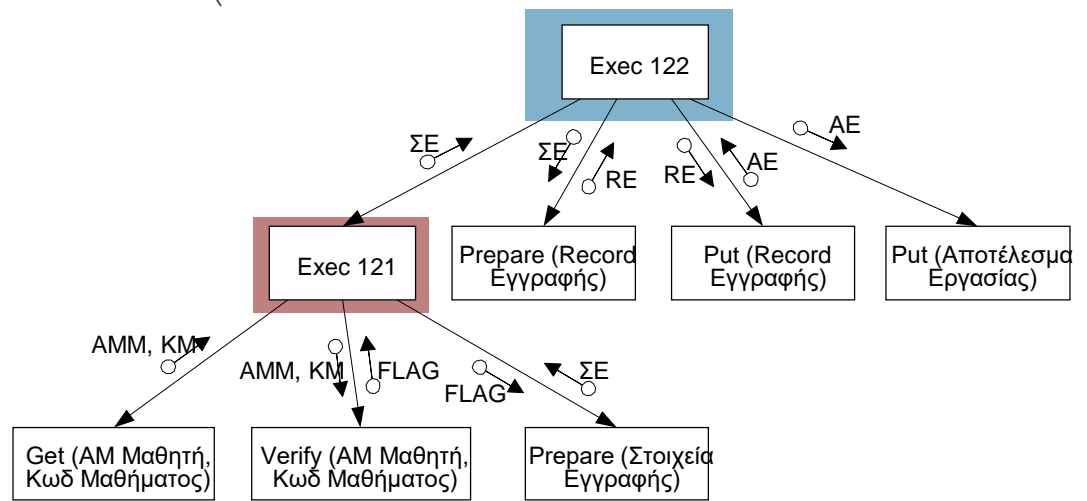 Exec 122
ΑΕ
ΣΕ
ΣΕ
RE
RE
ΑΕ
Exec 121
Prepare (Record
Εγγραφής)
Put (Record
Εγγραφής)
Put (Αποτέλεσμα
Εργασίας)
ΑΜΜ, ΚΜ
ΑΜΜ, ΚΜ
FLAG
FLAG
ΣΕ
Get (ΑΜ Μαθητή,
Κωδ Μαθήματος)
Verify (ΑΜ Μαθητή,
Κωδ Μαθήματος)
Prepare (Στοιχεία
Εγγραφής)